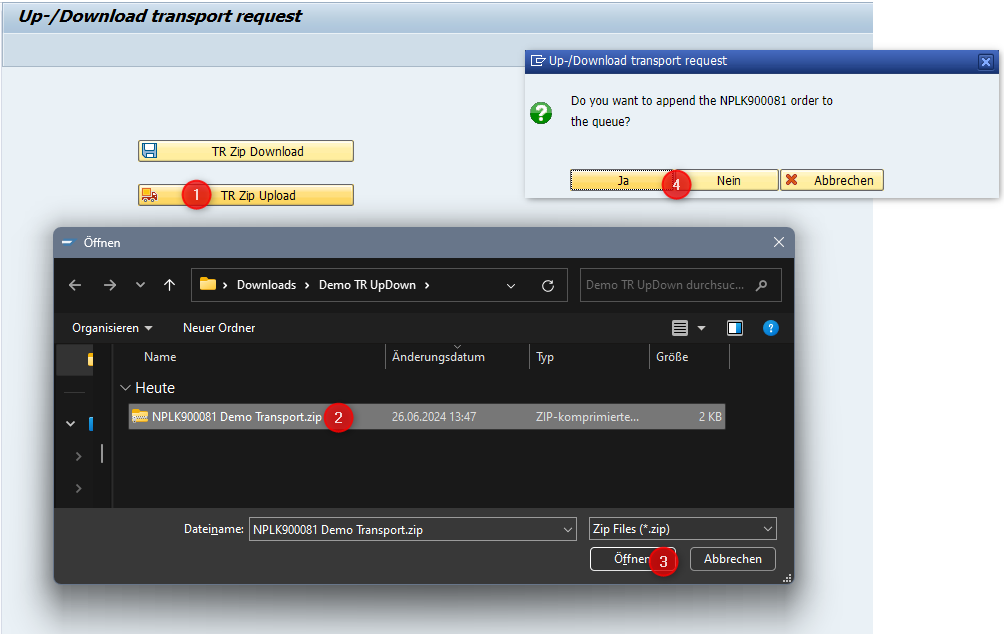 Up-/Download transport request
Up-/Download transport request
Do you want to append the NPLK900081 order to
the queue?
Ja
4
Nein
Abbrechen
TR Zip Download
1
TR Zip Upload
Öffnen
Downloads
Demo TR UpDown
Demo TR UpDown durchsuc...
Organisieren
Neuer Ordner
?
Name
Änderungsdatum
Typ
Größe
Heute
NPLK900081 Demo Transport.zip
2
26.06.2024 13:47
ZIP-komprimierte...
2 KB
Dateiname:
NPLK900081 Demo Transport.zip
Zip Files (*.zip)
Öffnen
3
Abbrechen